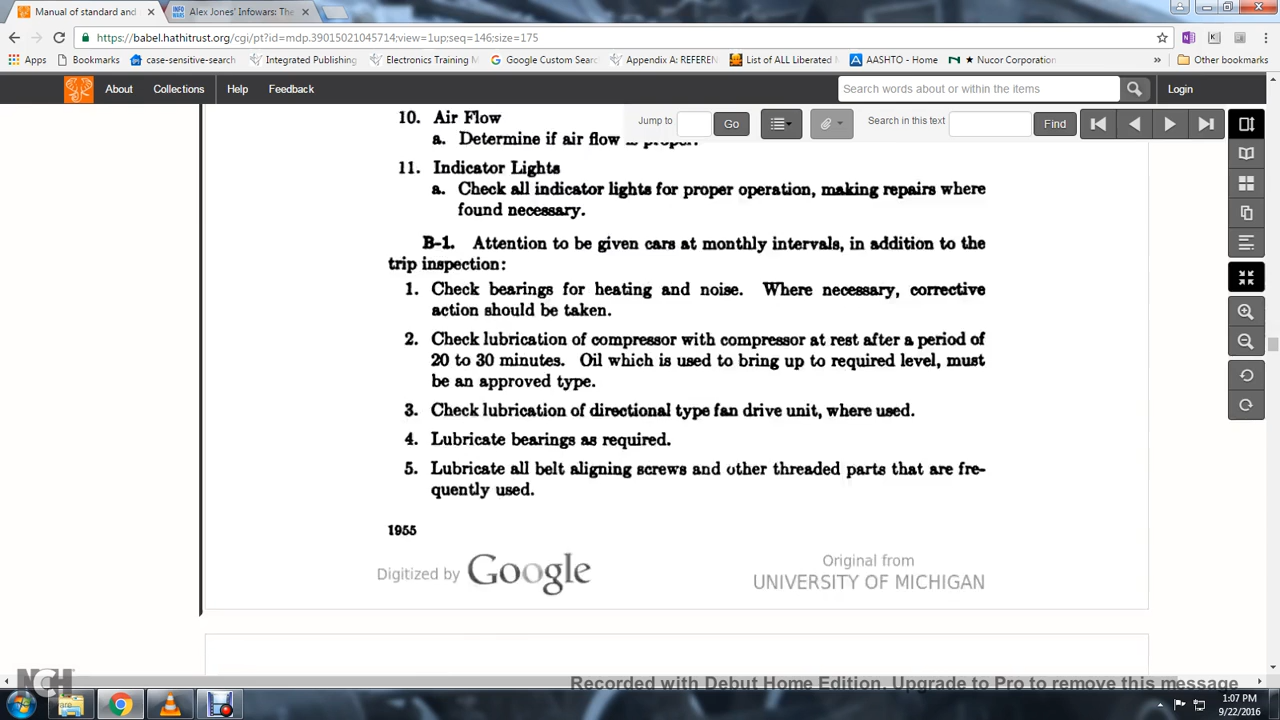 Manual of standard and
Alex Jones' Infowars: The
https://babel.hathitrust.org/cgi/pt?id=mdp.39015021045714;view=1up;seq=146;size=175
Apps
Bookmarks
case-sensitive-search
Integrated Publishing
Electronics Training M
Google Custom Sear
Appendix A: REFEREN
List of ALL Liberated
AASHTO - Home
Nucor Corporation
»
Other bookmarks
About
Collections
Help
Feedback
Search words about or within the items
Login
Jump to
Go
Search in this text
Find
10. Air Flow
a. Determine if air flow is proper.
11. Indicator Lights
a. Check all indicator lights for proper operation, making repairs where
found necessary.
B-1. Attention to be given cars at monthly intervals, in addition to the
trip inspection:
1. Check bearings for heating and noise. Where necessary, corrective
action should be taken.
2. Check lubrication of compressor with compressor at rest after a period of
20 to 30 minutes. Oil which is used to bring up to required level, must
be an approved type.
3. Check lubrication of directional type fan drive unit, where used.
4. Lubricate bearings as required.
5. Lubricate all belt aligning screws and other threaded parts that are fre-
quently used.
1955
Digitized by Google
Original from
UNIVERSITY OF MICHIGAN
NCH
Recorded with Debut Home Edition. Upgrade to Pro to remove this message
1:07 PM
9/22/2016